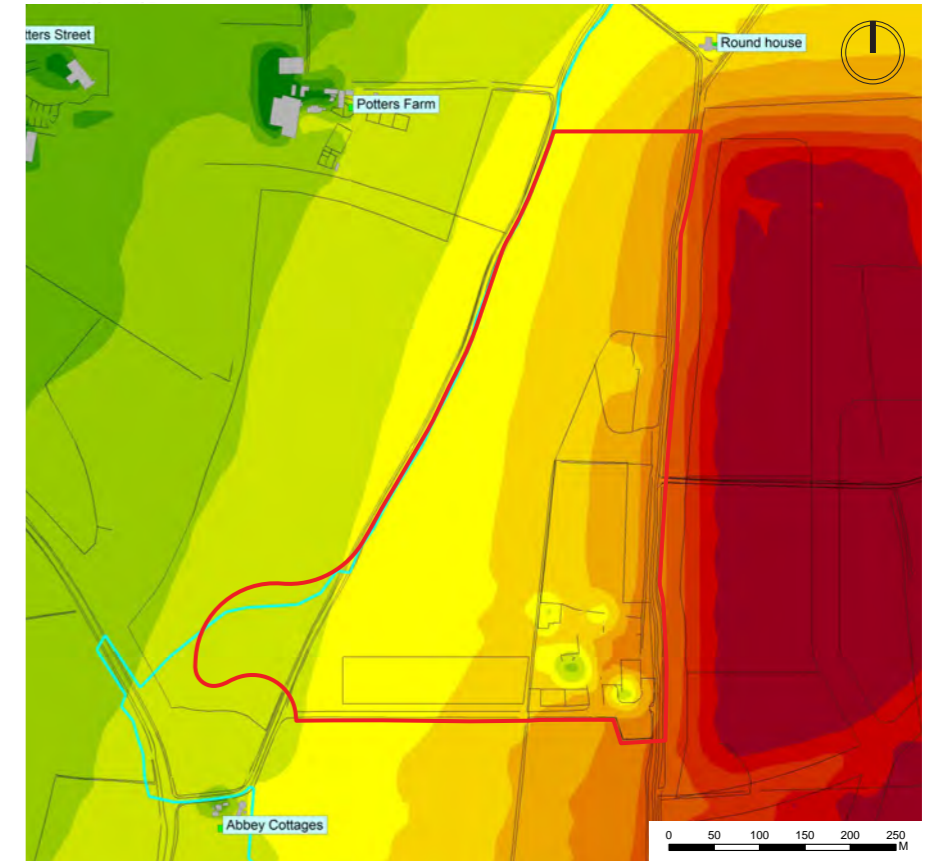 tters Street
Round house
Potters Farm
Abbey Cottages
0 50 100 150 200 250
M